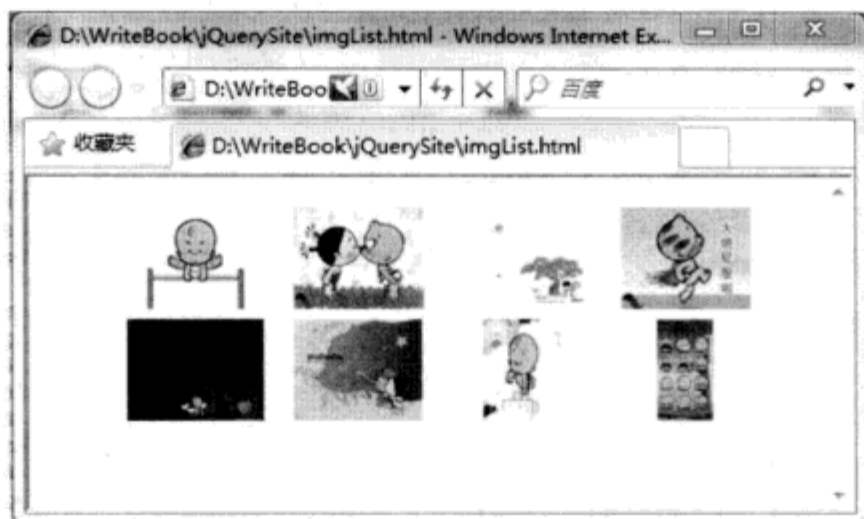 D:\WriteBook\jQuerySite\imgList.html - Windows Internet Ex...
D:\WriteBoo
百度
收藏夹
D:\WriteBook\jQuerySite\imgList.html